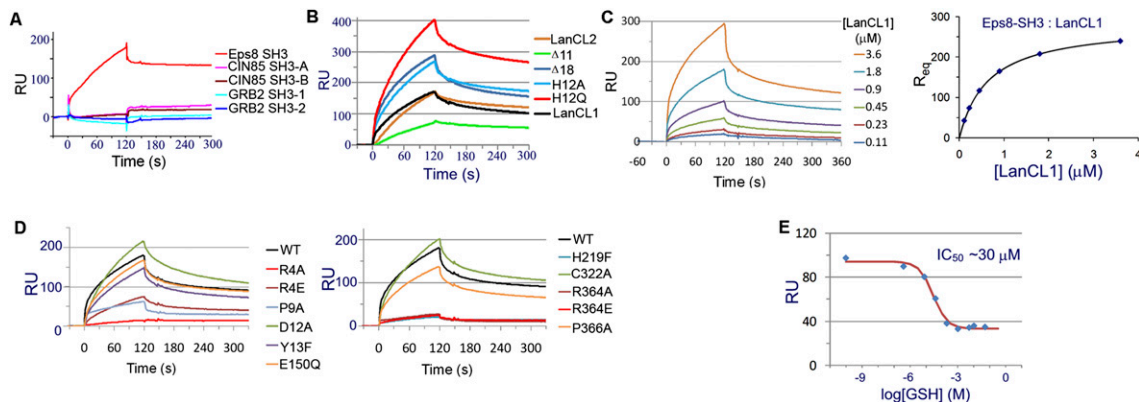 A
RU
200
100
0
0
60
120
180
240
300
Time (s)
Eps8 SH3
CIN85 SH3-A
CIN85 SH3-B
GRB2 SH3-1
GRB2 SH3-2
B
RU
400
300
200
100
0
0
60
120
180
240
300
Time (s)
LanCL2
Δ11
Δ18
H12A
H12Q
LanCL1
C
RU
300
200
100
0
-60
0
60
120
180
240
300
360
Time (s)
[LanCL1]
(μM)
3.6
1.8
0.9
0.45
0.23
0.11
Eps8-SH3 : LanCL1
Req
300
200
100
0
0
1
2
3
4
[LanCL1] (μM)
D
RU
200
100
0
0
60
120
180
240
300
Time (s)
WT
R4A
R4E
P9A
D12A
Y13F
E150Q
RU
200
100
0
0
60
120
180
240
300
Time (s)
WT
H219F
C322A
R364A
R364E
P366A
E
RU
120
80
40
0
-9
-6
-3
0
log[GSH] (M)
IC50 ~30 μM